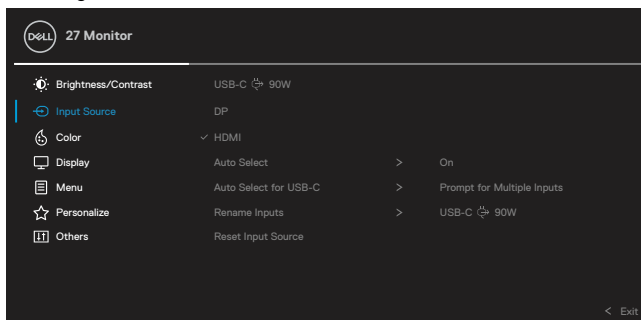 DELL 27 Monitor
Brightness/Contrast USB-C 90W
Input Source DP
Color ✓ HDMI
Display Auto Select > On
Menu Auto Select for USB-C > Prompt for Multiple Inputs
Personalize Rename Inputs > USB-C 90W
Others Reset Input Source
< Exit